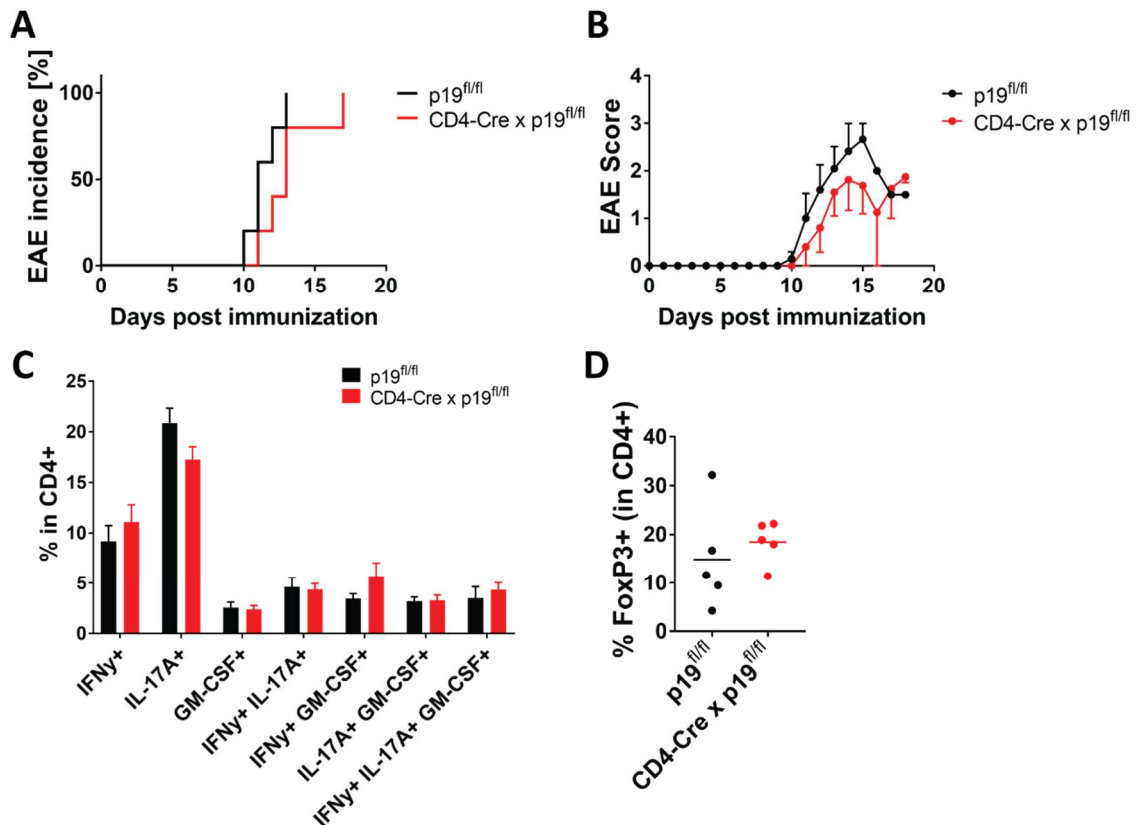 A
EAE incidence [%]
100
50
0
0 5 10 15 20
Days post immunization
p19fl/fl
CD4-Cre x p19fl/fl
B
EAE Score
4
3
2
1
0
0 5 10 15 20
Days post immunization
p19fl/fl
CD4-Cre x p19fl/fl
C
p19fl/fl
CD4-Cre x p19fl/fl
% in CD4+
25
20
15
10
5
0
IFNy+
IL-17A+
GM-CSF+
IFNy+ IL-17A+
IFNy+ GM-CSF+
IL-17A+ GM-CSF+
IFNy+ IL-17A+ GM-CSF+
D
% FoxP3+ (in CD4+)
40
30
20
10
0
p19fl/fl
CD4-Cre x p19fl/fl